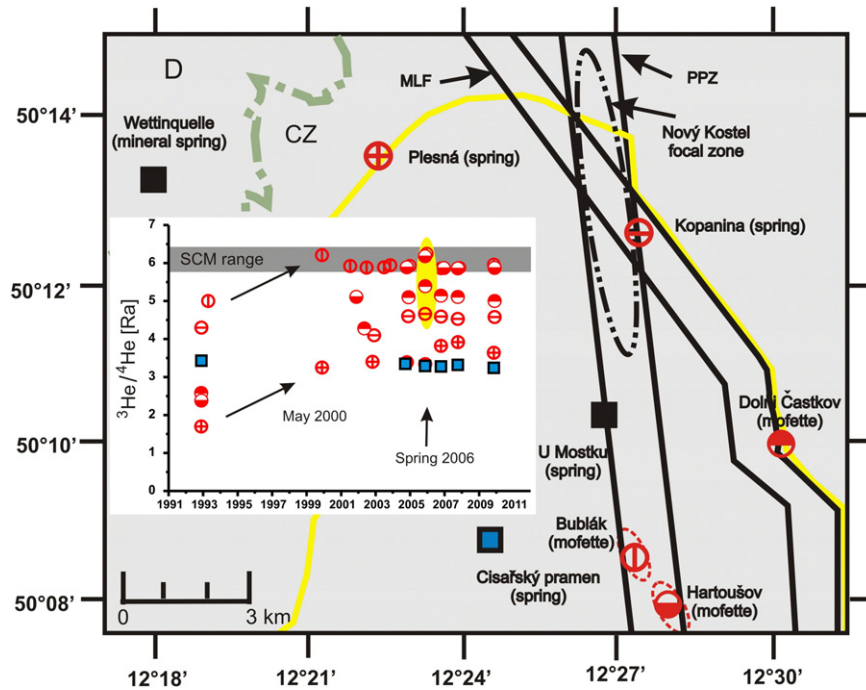 D
MLF
PPZ
50°14'
Wettinquelle
(mineral spring)
CZ
Plesná (spring)
Nový Kostel
focal zone
Kopanina (spring)
7
SCM range
6
50°12'
5
³He/⁴He [Ra]
4
3
2
May 2000
Dolní Častkov
(mofette)
50°10'
1
Spring 2006
U Mostku
(spring)
0
1991 1993 1995 1997 1999 2001 2003 2005 2007 2009 2011
Bublák
(mofette)
Cisařský pramen
(spring)
Hartoušov
(mofette)
50°08'
0 3 km
12°18' 12°21' 12°24' 12°27' 12°30'